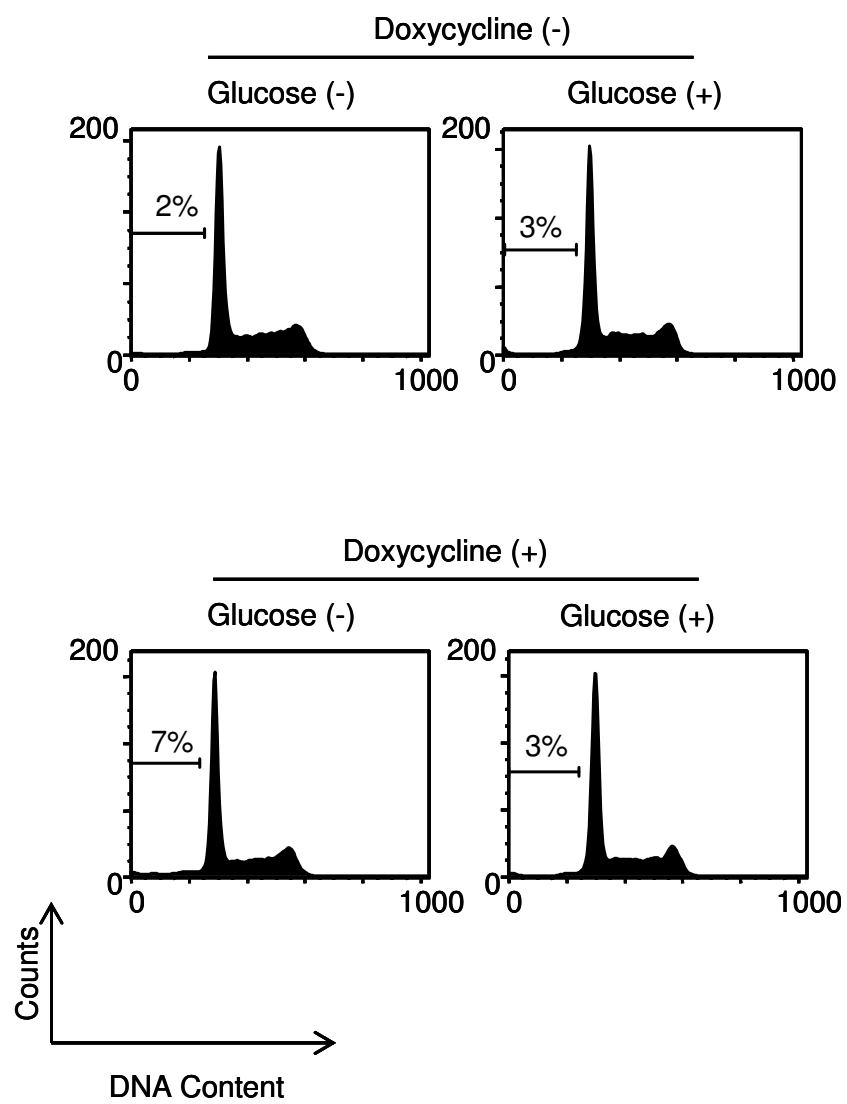 Doxycycline (-)
Glucose (-) Glucose (+)
200 200
2% 3%
0 0
0 1000 0 1000
Doxycycline (+)
Glucose (-) Glucose (+)
200 200
7% 3%
0 0
0 1000 0 1000
Counts
DNA Content